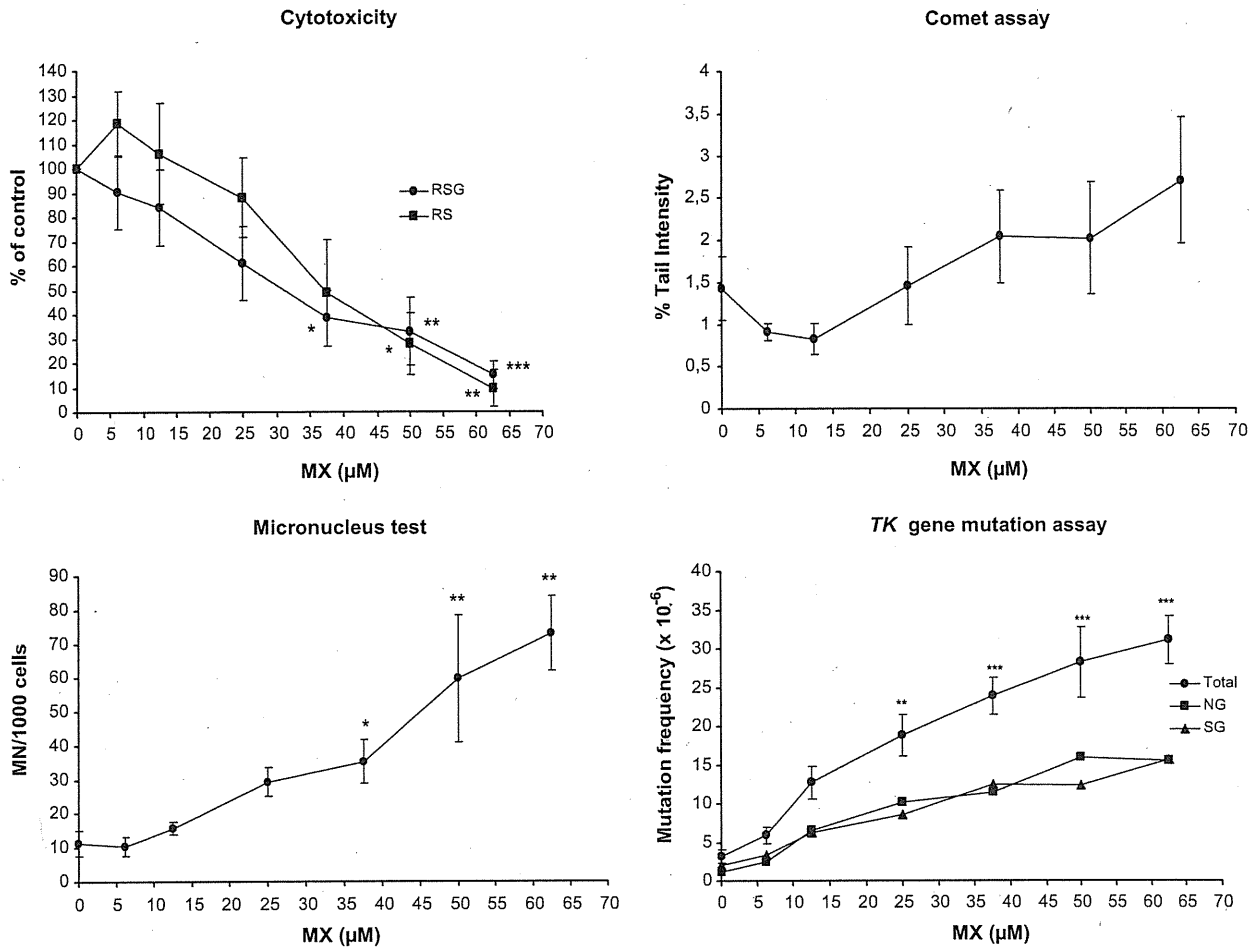 Cytotoxicity
% of control
140
130
120
110
100
90
80
70
60
50
40
30
20
10
0
RSG
RS
*
**
*
***
**
0 5 10 15 20 25 30 35 40 45 50 55 60 65 70
MX (µM)
Comet assay
% Tail Intensity
4
3,5
3
2,5
2
1,5
1
0,5
0
0 5 10 15 20 25 30 35 40 45 50 55 60 65 70
MX (µM)
Micronucleus test
MN/1000 cells
90
80
70
60
50
40
30
20
10
0
*
**
**
0 5 10 15 20 25 30 35 40 45 50 55 60 65 70
MX (µM)
TK gene mutation assay
Mutation frequency (x 10⁻⁶)
40
35
30
25
20
15
10
5
0
**
***
***
***
Total
NG
SG
0 5 10 15 20 25 30 35 40 45 50 55 60 65 70
MX (µM)